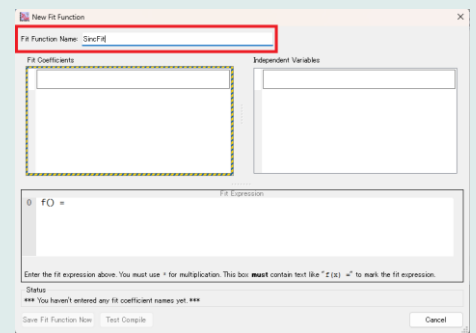 New Fit Function
Fit Function Name: SincFit
Fit Coefficients
Independent Variables
Fit Expression
0 f() =
Enter the fit expression above. You must use * for multiplication. This box must contain text like "f(x) =" to mark the fit expression.
Status
*** You haven't entered any fit coefficient names yet. ***
Save Fit Function Now Test Compile Cancel